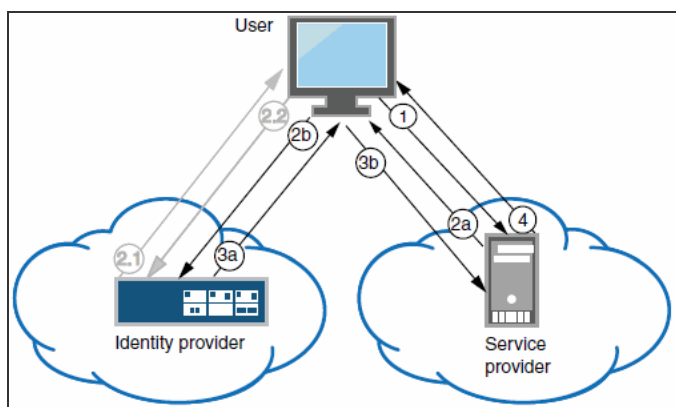 User
2.2
1
2b
3b
2a
4
2.1
3a
Identity provider
Service
provider